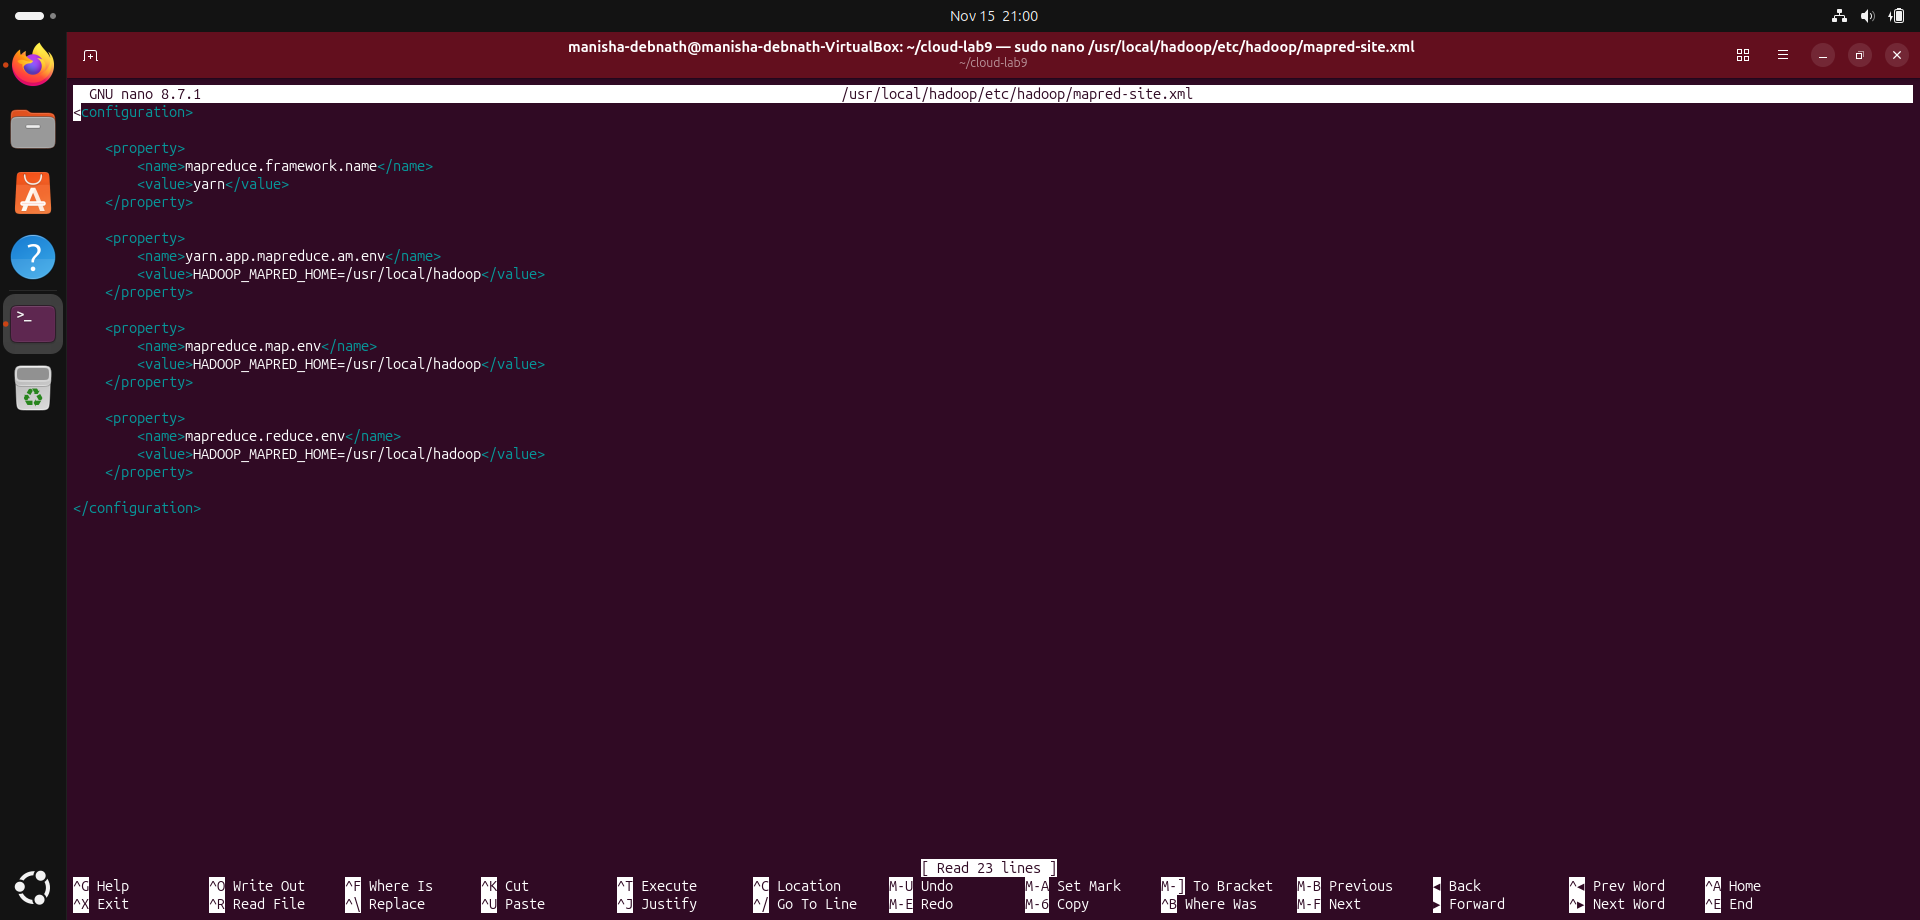 Nov 15 21:00
manisha-debnath@manisha-debnath-VirtualBox: ~/cloud-lab9 — sudo nano /usr/local/hadoop/etc/hadoop/mapred-site.xml
~/cloud-lab9
GNU nano 8.7.1 /usr/local/hadoop/etc/hadoop/mapred-site.xml
<configuration>
<property>
<name>mapreduce.framework.name</name>
<value>yarn</value>
</property>
<property>
<name>yarn.app.mapreduce.am.env</name>
<value>HADOOP_MAPRED_HOME=/usr/local/hadoop</value>
</property>
<property>
<name>mapreduce.map.env</name>
<value>HADOOP_MAPRED_HOME=/usr/local/hadoop</value>
</property>
<property>
<name>mapreduce.reduce.env</name>
<value>HADOOP_MAPRED_HOME=/usr/local/hadoop</value>
</property>
</configuration>
[ Read 23 lines ]
^G Help ^O Write Out ^F Where Is ^K Cut ^T Execute ^C Location M-U Undo M-A Set Mark M-] To Bracket M-B Previous ◂ Back ^◂ Prev Word ^A Home
^X Exit ^R Read File ^\ Replace ^U Paste ^J Justify ^/ Go To Line M-E Redo M-6 Copy ^B Where Was M-F Next ▸ Forward ^▸ Next Word ^E End